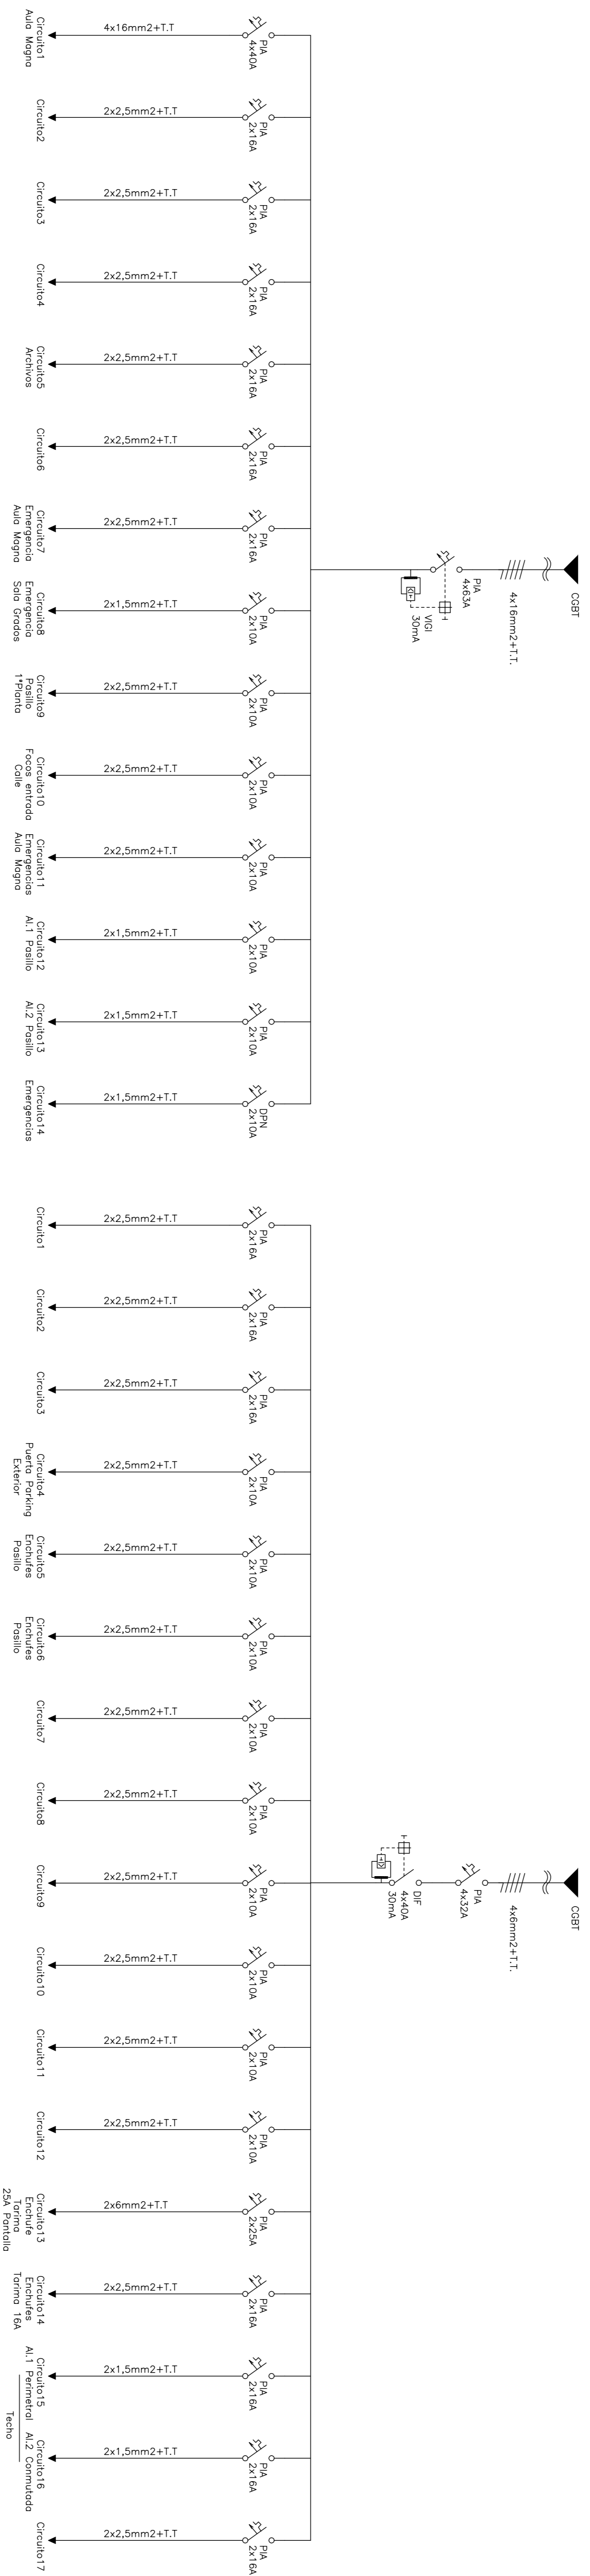 CGBT
4x16mm2+T.T.
PIA
4x63A
VIGI
30mA
PIA
4x40A
4x16mm2+T.T
Circuito1
Aula Magna
PIA
2x16A
2x2,5mm2+T.T
Circuito2
PIA
2x16A
2x2,5mm2+T.T
Circuito3
PIA
2x16A
2x2,5mm2+T.T
Circuito4
PIA
2x16A
2x2,5mm2+T.T
Circuito5
Archivos
PIA
2x16A
2x2,5mm2+T.T
Circuito6
PIA
2x16A
2x2,5mm2+T.T
Circuito7
Emergencia
Aula Magna
PIA
2x10A
2x1,5mm2+T.T
Circuito8
Emergencia
Sala Grados
PIA
2x10A
2x2,5mm2+T.T
Circuito9
Pasillo
1ªPlanta
PIA
2x10A
2x2,5mm2+T.T
Circuito10
Focos entrada
Calle
PIA
2x10A
2x2,5mm2+T.T
Circuito11
Emergencias
Aula Magna
PIA
2x10A
2x1,5mm2+T.T
Circuito12
Al.1 Pasillo
PIA
2x10A
2x1,5mm2+T.T
Circuito13
Al.2 Pasillo
DPN
2x10A
2x1,5mm2+T.T
Circuito14
Emergencias
CGBT
4x6mm2+T.T.
PIA
4x32A
DIF
4x40A
30mA
PIA
2x16A
2x2,5mm2+T.T
Circuito1
PIA
2x16A
2x2,5mm2+T.T
Circuito2
PIA
2x16A
2x2,5mm2+T.T
Circuito3
PIA
2x10A
2x2,5mm2+T.T
Circuito4
Puerta Parking
Exterior
PIA
2x10A
2x2,5mm2+T.T
Circuito5
Enchufes
Pasillo
PIA
2x10A
2x2,5mm2+T.T
Circuito6
Enchufes
Pasillo
PIA
2x10A
2x2,5mm2+T.T
Circuito7
PIA
2x10A
2x2,5mm2+T.T
Circuito8
PIA
2x10A
2x2,5mm2+T.T
Circuito9
PIA
2x10A
2x2,5mm2+T.T
Circuito10
PIA
2x10A
2x2,5mm2+T.T
Circuito11
PIA
2x10A
2x2,5mm2+T.T
Circuito12
PIA
2x25A
2x6mm2+T.T
Circuito13
Enchufe
Tarima
25A Pantalla
PIA
2x16A
2x2,5mm2+T.T
Circuito14
Enchufes
Tarima 16A
PIA
2x16A
2x1,5mm2+T.T
Circuito15
Al.1 Perimetral
PIA
2x16A
2x1,5mm2+T.T
Circuito16
Al.2 Conmutada
Techo
PIA
2x16A
2x2,5mm2+T.T
Circuito17